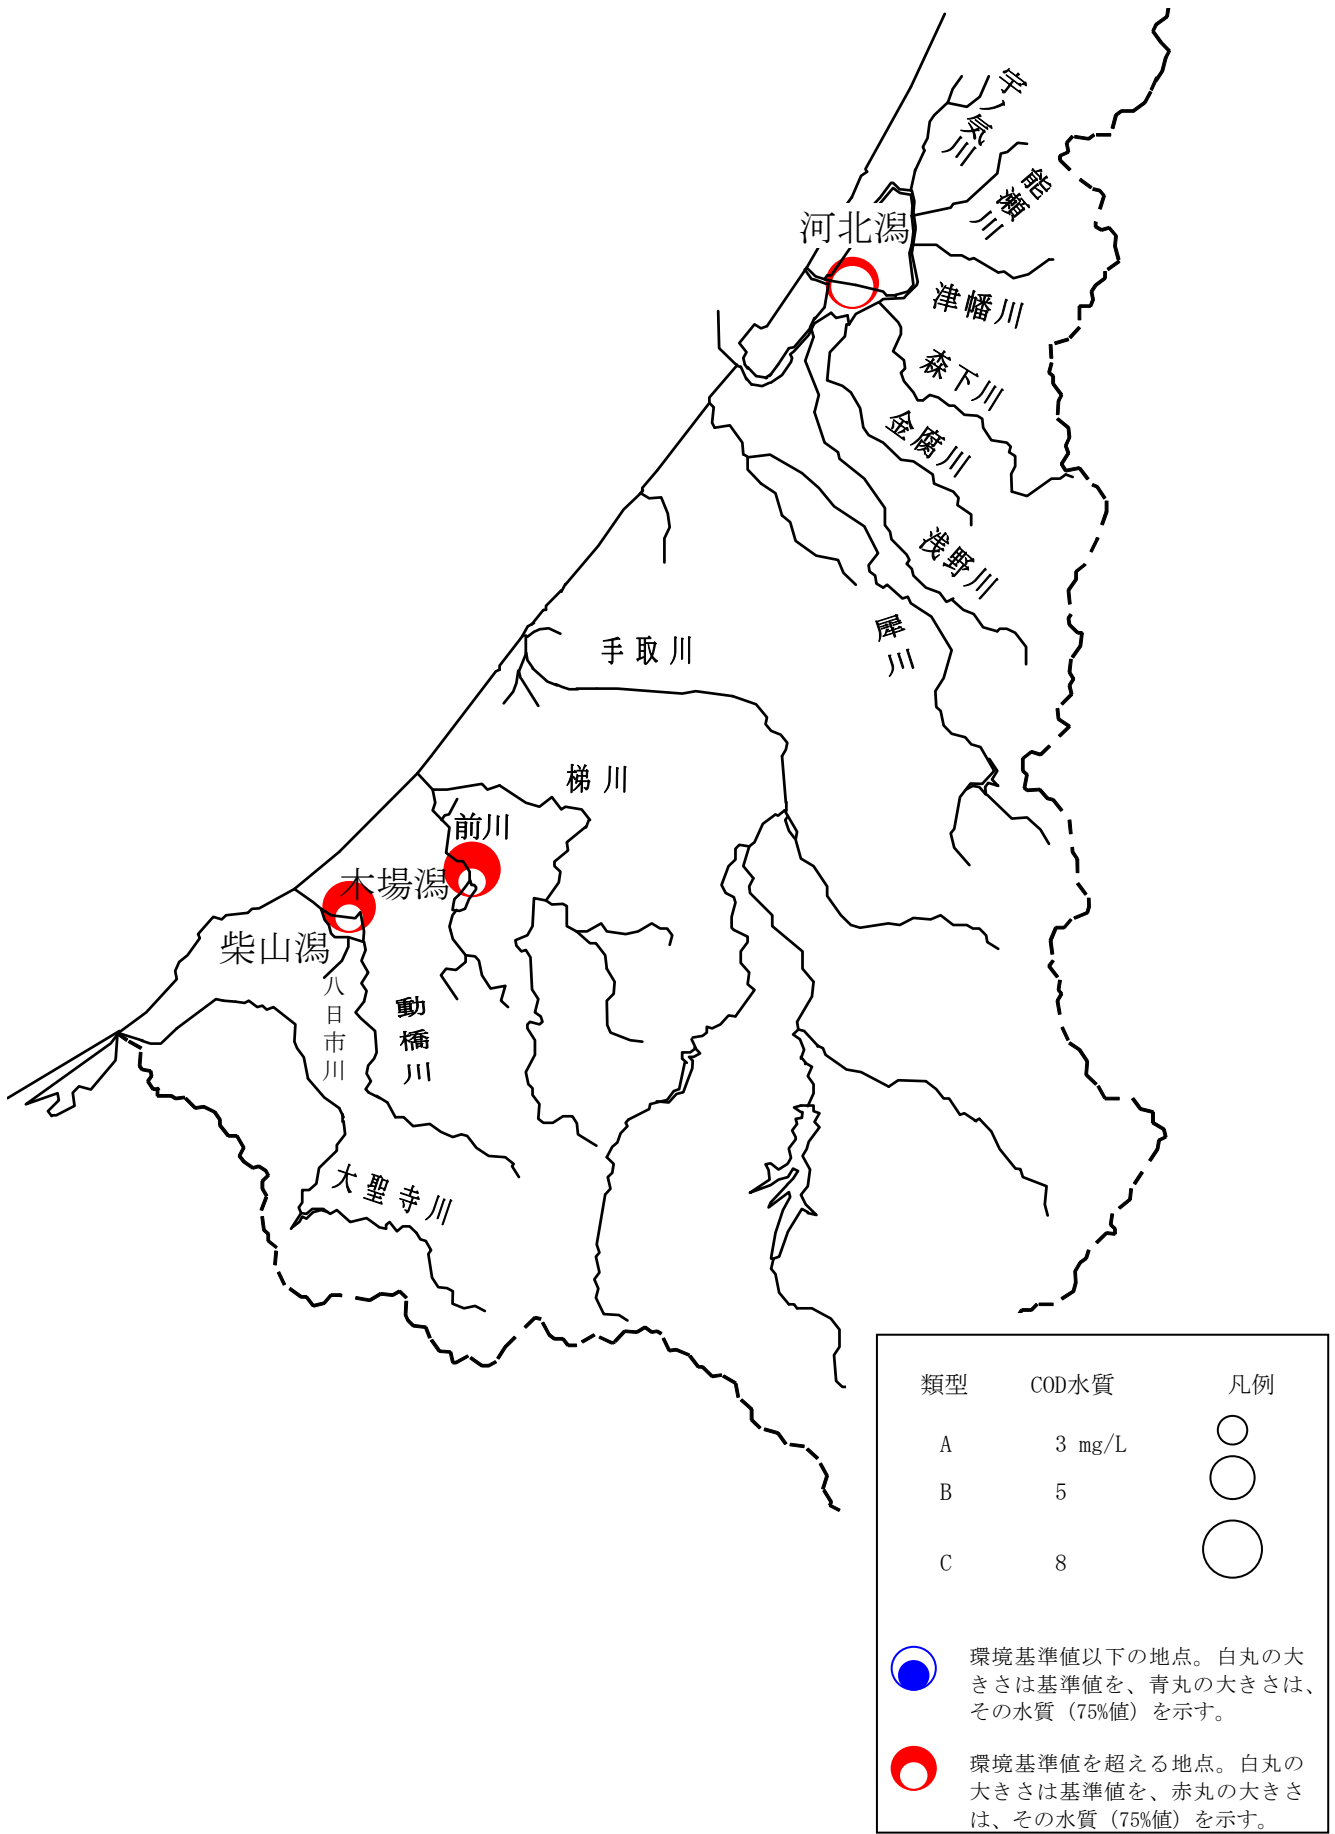 宇ノ気川
能瀬川
河北潟
津幡川
森下川
金腐川
浅野川
犀川
手取川
梯川
前川
木場潟
柴山潟
八日市川
動橋川
大聖寺川
類型 COD水質 凡例
A 3 mg/L
B 5
C 8
環境基準値以下の地点。白丸の大
きさは基準値を、青丸の大きさは、
その水質（75%値）を示す。
環境基準値を超える地点。白丸の
大きさは基準値を、赤丸の大きさ
は、その水質（75%値）を示す。